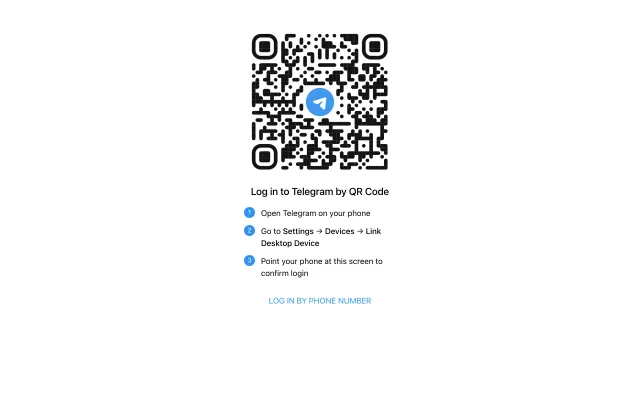 Log in to Telegram by QR Code
1 Open Telegram on your phone
2 Go to Settings → Devices → Link
Desktop Device
3 Point your phone at this screen to
confirm login
LOG IN BY PHONE NUMBER